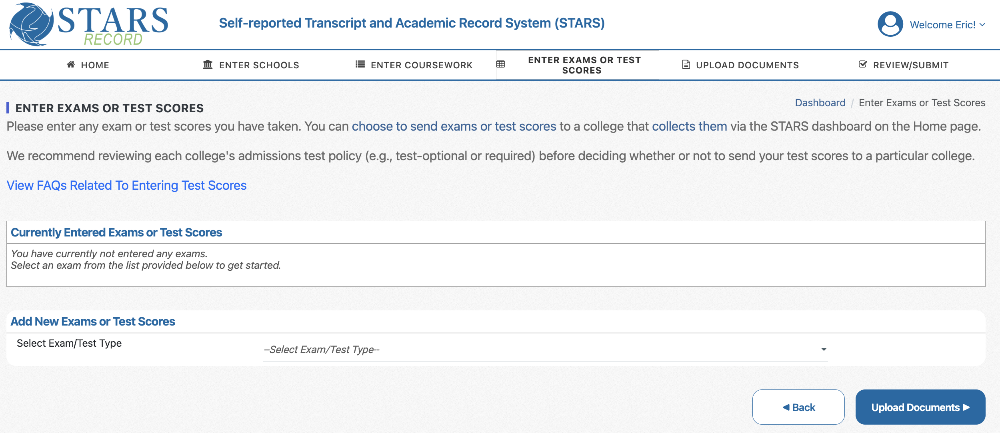 STARS
RECORD
Self-reported Transcript and Academic Record System (STARS)
Welcome Eric!
HOME
ENTER SCHOOLS
ENTER COURSEWORK
ENTER EXAMS OR TEST
SCORES
UPLOAD DOCUMENTS
REVIEW/SUBMIT
Dashboard / Enter Exams or Test Scores
ENTER EXAMS OR TEST SCORES
Please enter any exam or test scores you have taken. You can choose to send exams or test scores to a college that collects them via the STARS dashboard on the Home page.
We recommend reviewing each college's admissions test policy (e.g., test-optional or required) before deciding whether or not to send your test scores to a particular college.
View FAQs Related To Entering Test Scores
Currently Entered Exams or Test Scores
You have currently not entered any exams.
Select an exam from the list provided below to get started.
Add New Exams or Test Scores
Select Exam/Test Type
--Select Exam/Test Type--
Back
Upload Documents